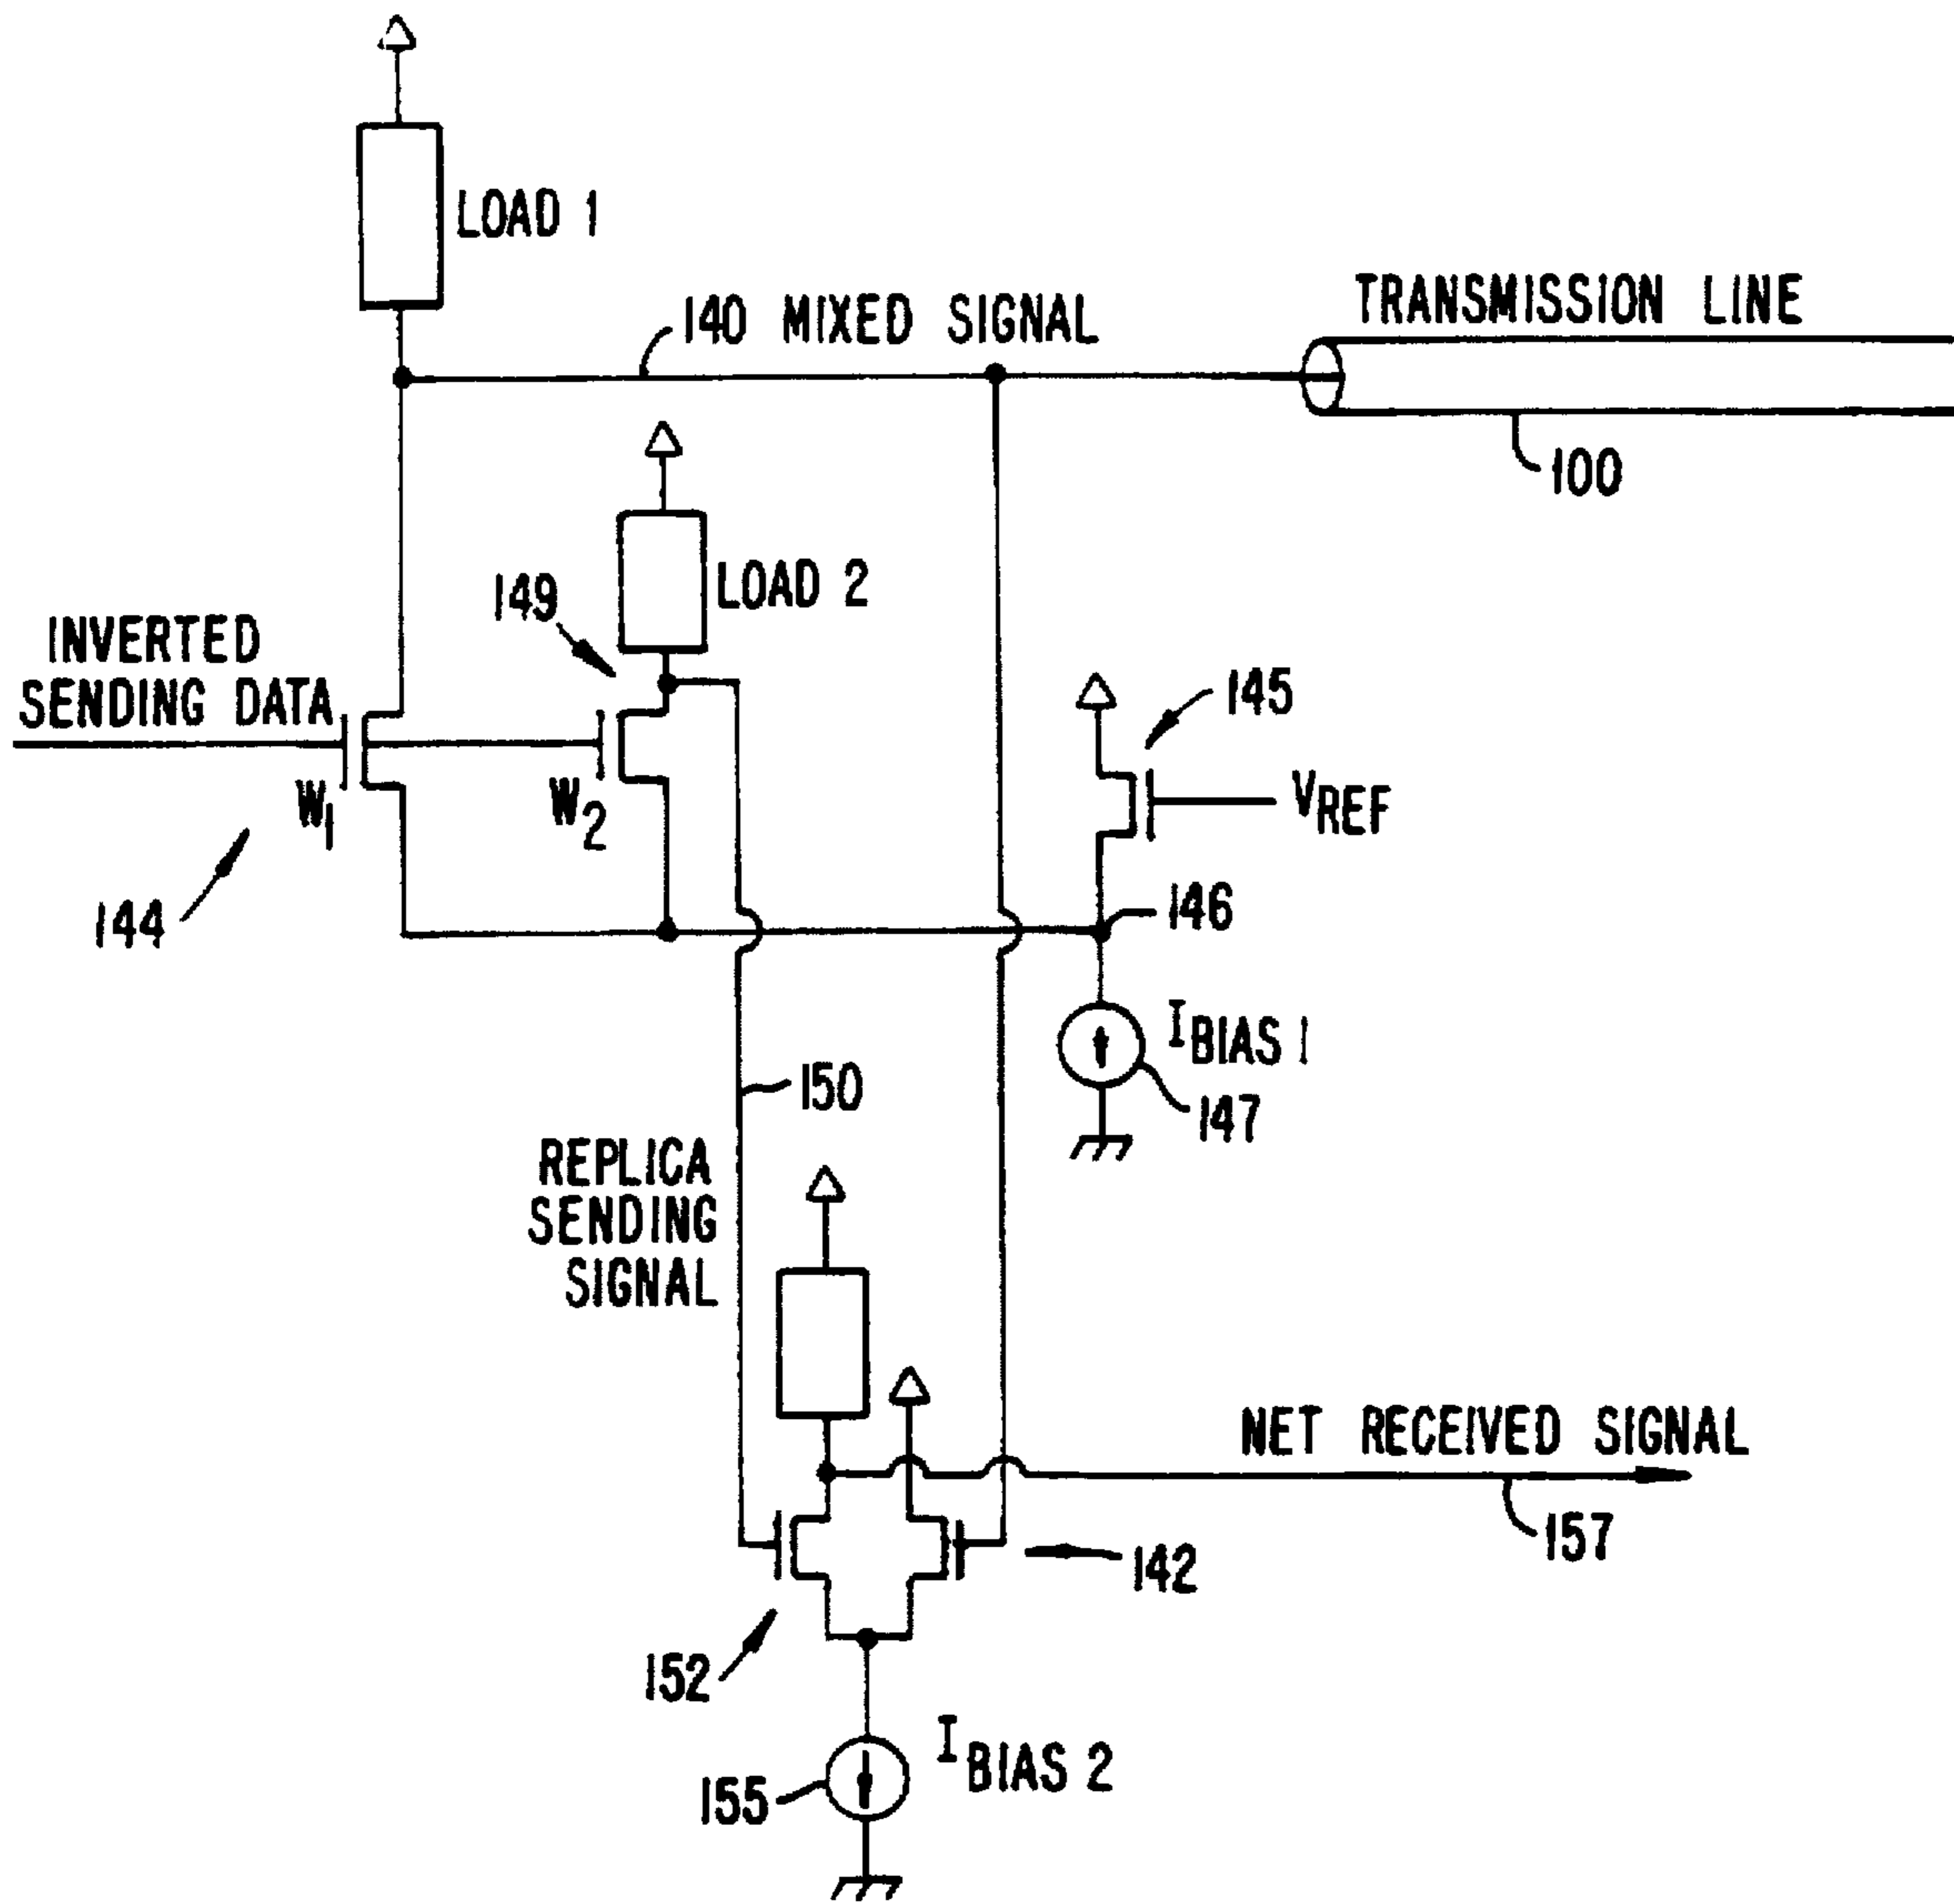 LOAD 1
140 MIXED SIGNAL
TRANSMISSION LINE
100
LOAD 2
149
INVERTED
SENDING DATA
145
W1
W2
VREF
144
146
IBIAS 1
150
147
REPLICA
SENDING
SIGNAL
NET RECEIVED SIGNAL
157
142
152
IBIAS 2
155